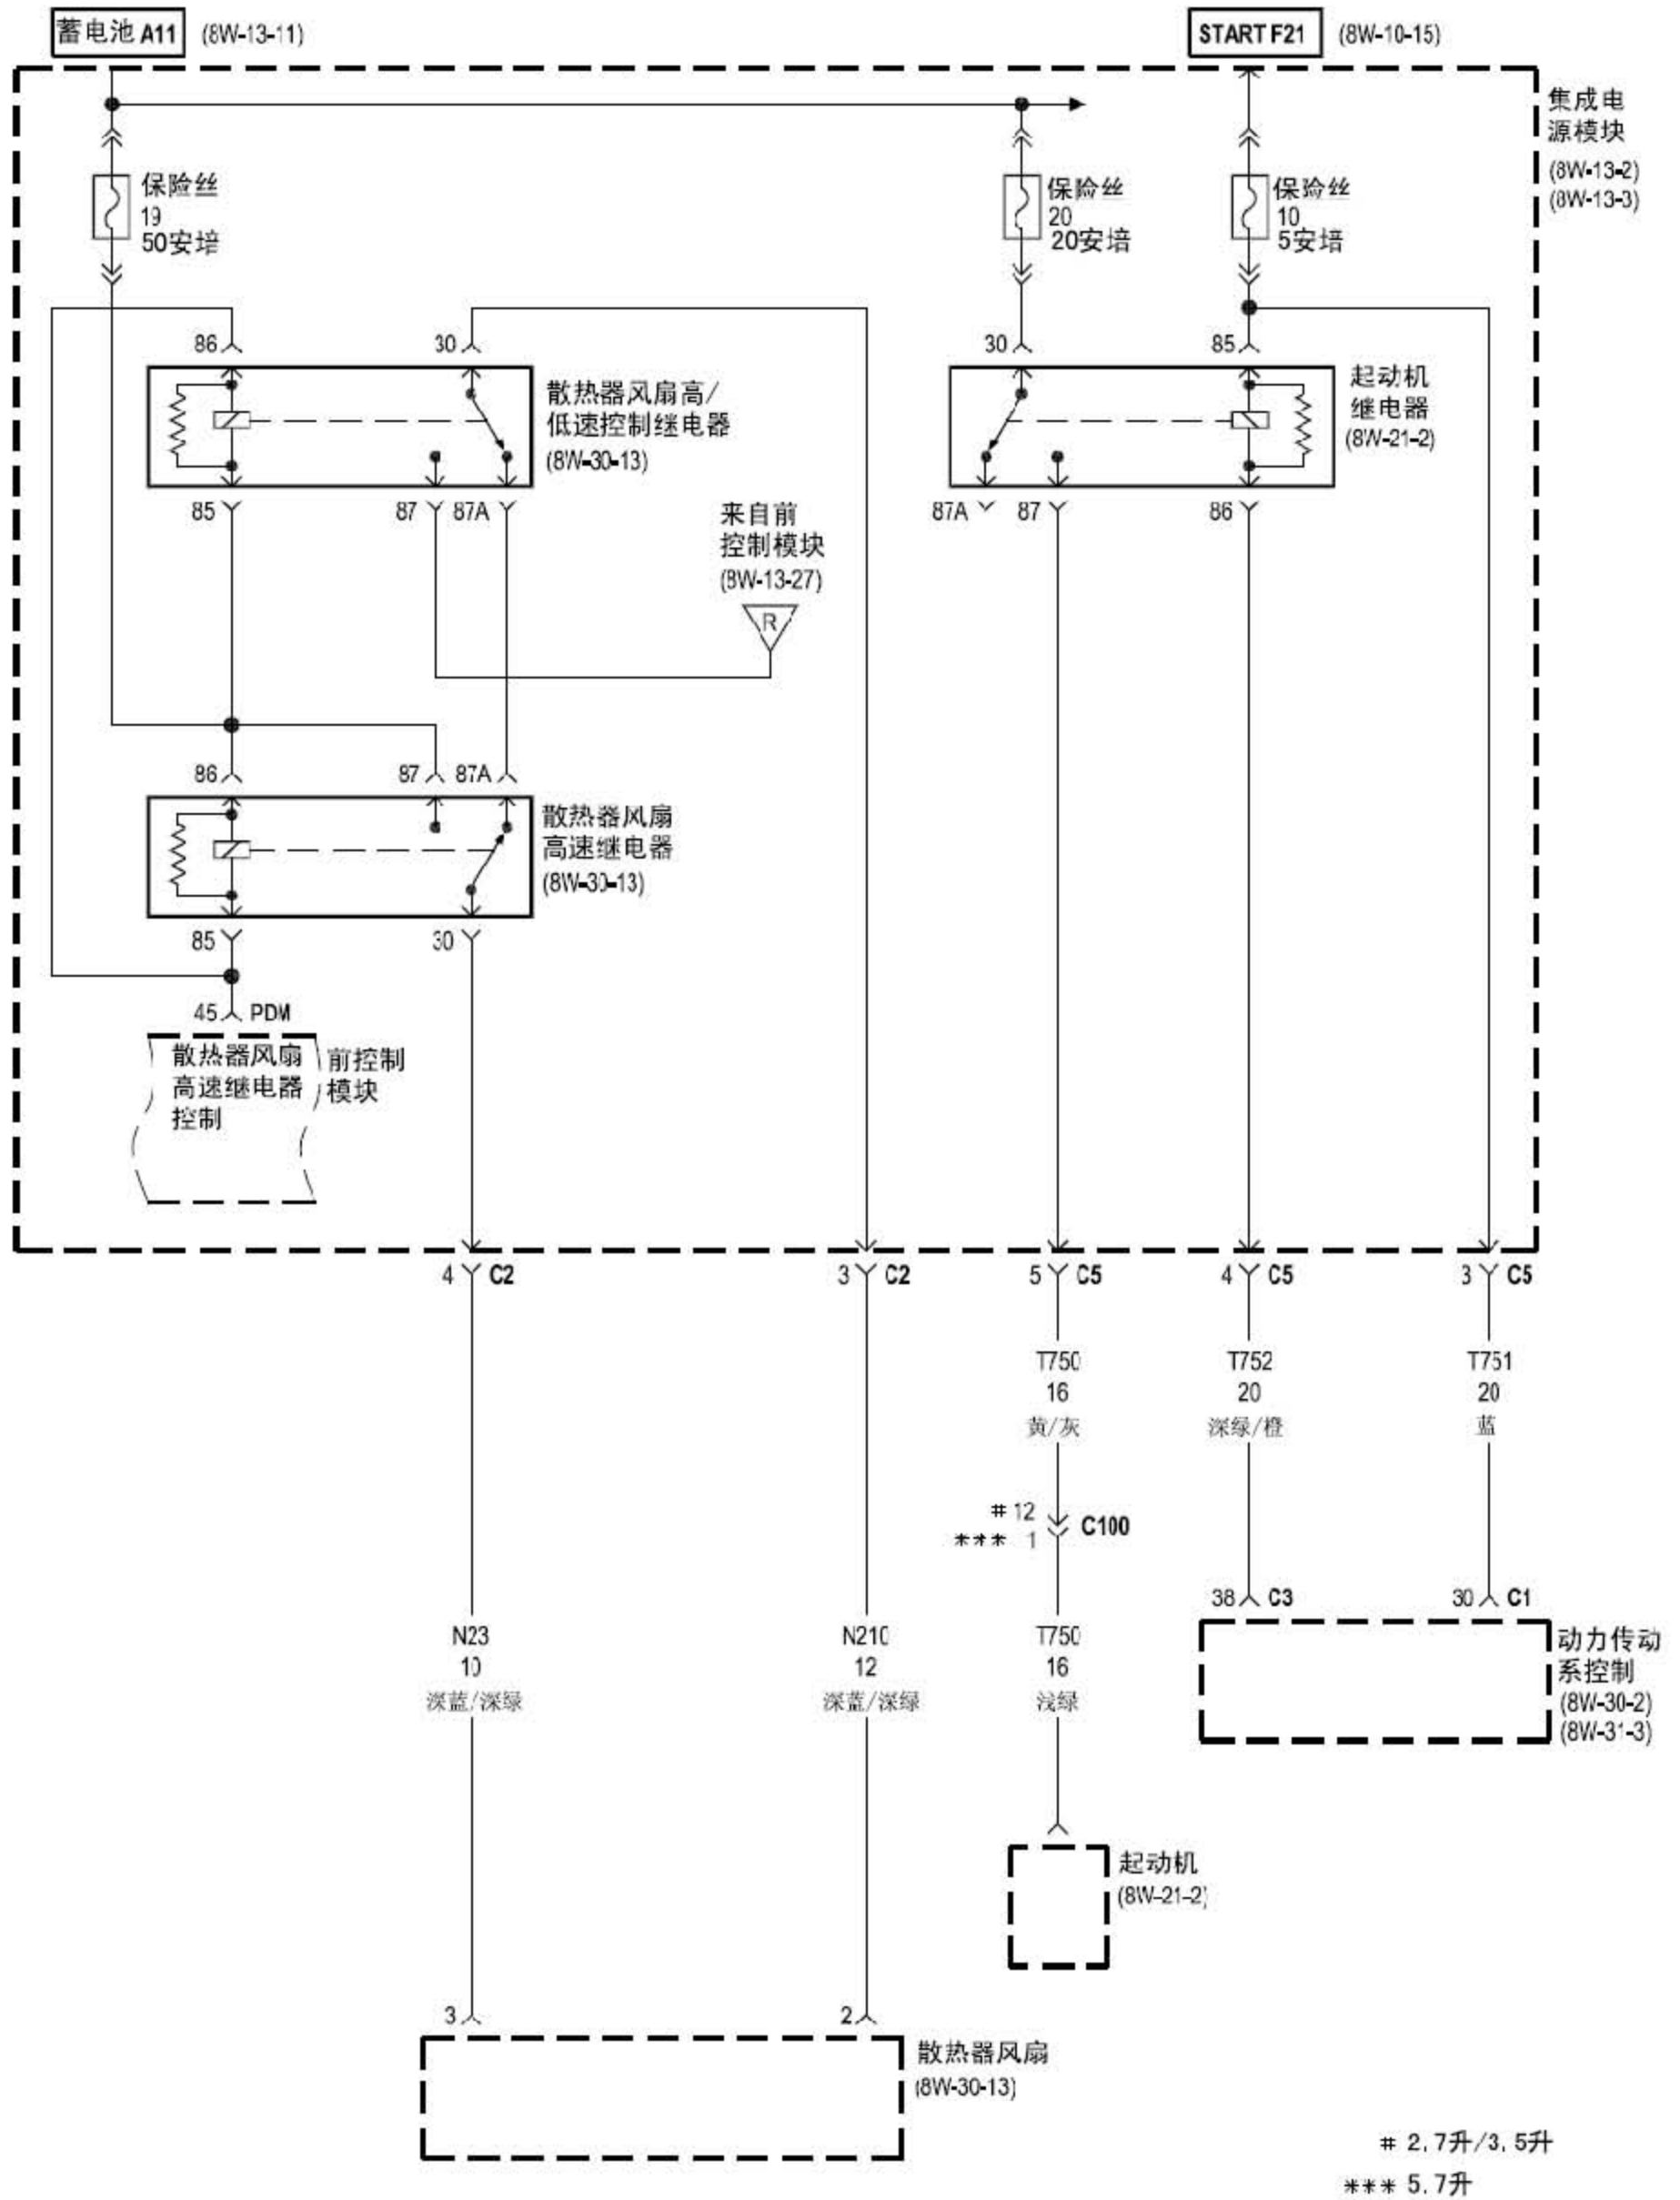 蓄电池 A11
(8W-13-11)
START F21
(8W-10-15)
集成电
源模块
(8W-13-2)
(8W-13-3)
保险丝
19
50安培
保险丝
20
20安培
保险丝
10
5安培
86
30
30
85
散热器风扇高/
低速控制继电器
(8W-30-13)
起动机
继电器
(8W-21-2)
85
87
87A
87A
87
86
来自前
控制模块
(8W-13-27)
R
86
87
87A
散热器风扇
高速继电器
(8W-30-13)
85
30
45
PDM
散热器风扇
高速继电器
控制
前控制
模块
4
C2
3
C2
5
C5
4
C5
3
C5
T750
16
黄/灰
T752
20
深绿/橙
T751
20
蓝
# 12
*** 1
C100
38
C3
30
C1
N23
10
深蓝/深绿
N210
12
深蓝/深绿
T750
16
浅绿
动力传动
系控制
(8W-30-2)
(8W-31-3)
起动机
(8W-21-2)
3
2
散热器风扇
(8W-30-13)
# 2.7升/3.5升
*** 5.7升